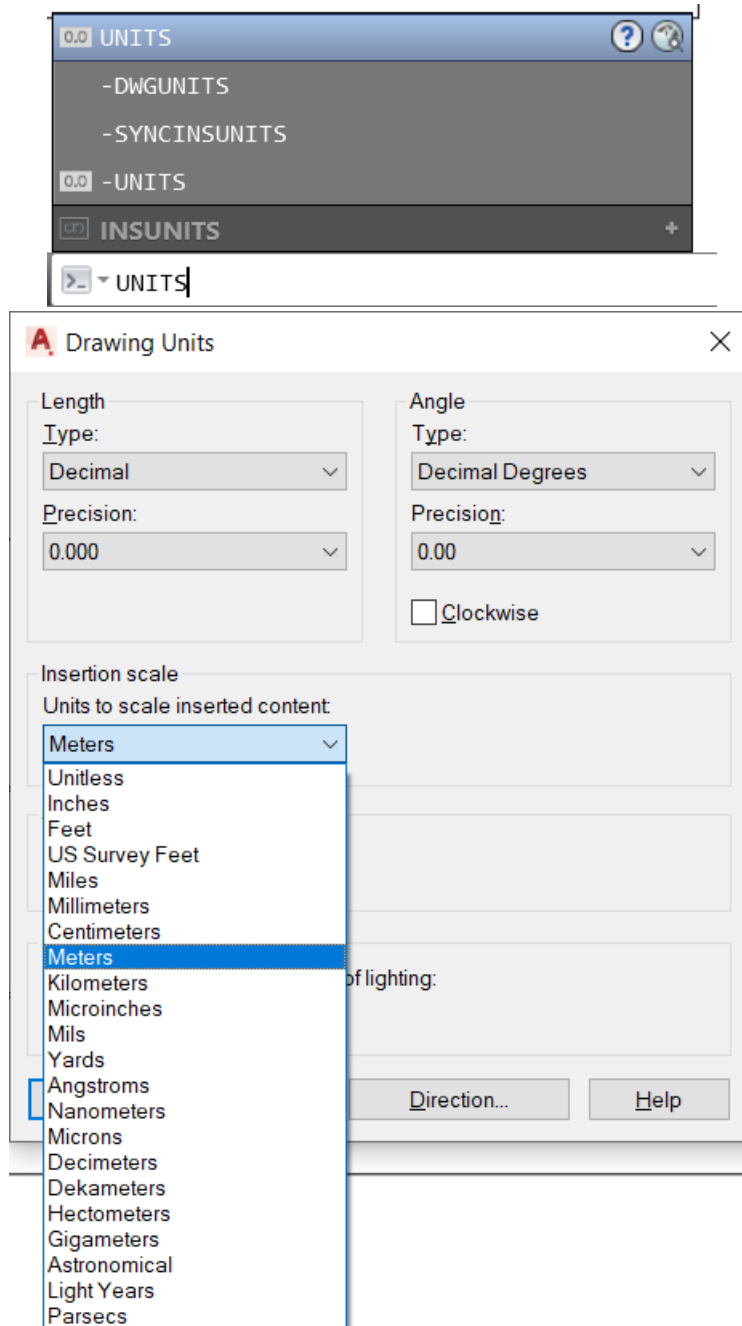 0.0 UNITS
-DWGUNITS
-SYNCINSUNITS
0.0 -UNITS
INSUNITS +
>_ UNITS
A Drawing Units
Length
Type:
Decimal
Precision:
0.000
Angle
Type:
Decimal Degrees
Precision:
0.00
Clockwise
Insertion scale
Units to scale inserted content:
Meters
Unitless
Inches
Feet
US Survey Feet
Miles
Millimeters
Centimeters
Meters
Kilometers
Microinches
Mils
Yards
Angstroms
Nanometers
Microns
Decimeters
Dekameters
Hectometers
Gigameters
Astronomical
Light Years
Parsecs
of lighting:
Direction...
Help